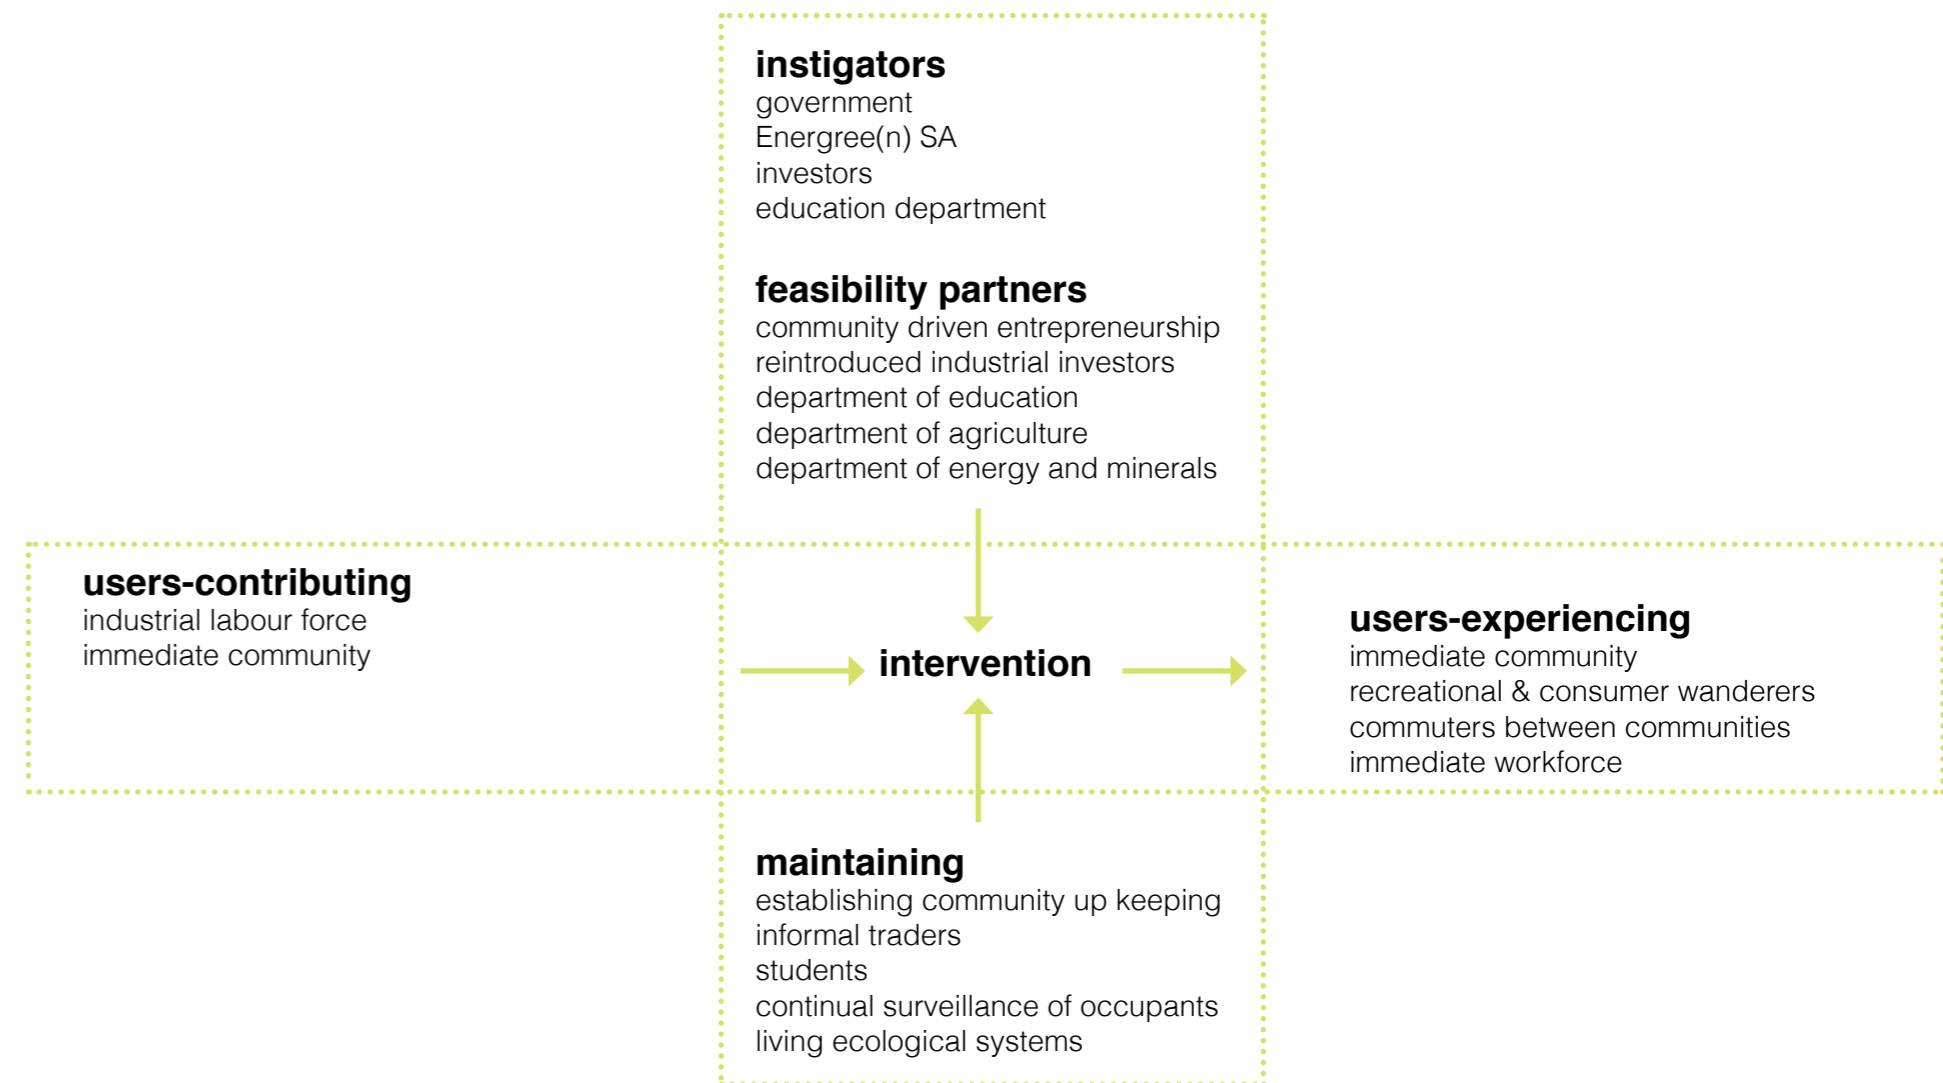 instigators
government
Energree(n) SA
investors
education department
feasibility partners
community driven entrepreneurship
reintroduced industrial investors
department of education
department of agriculture
department of energy and minerals
users-contributing
industrial labour force
immediate community
intervention
users-experiencing
immediate community
recreational & consumer wanderers
commuters between communities
immediate workforce
maintaining
establishing community up keeping
informal traders
students
continual surveillance of occupants
living ecological systems